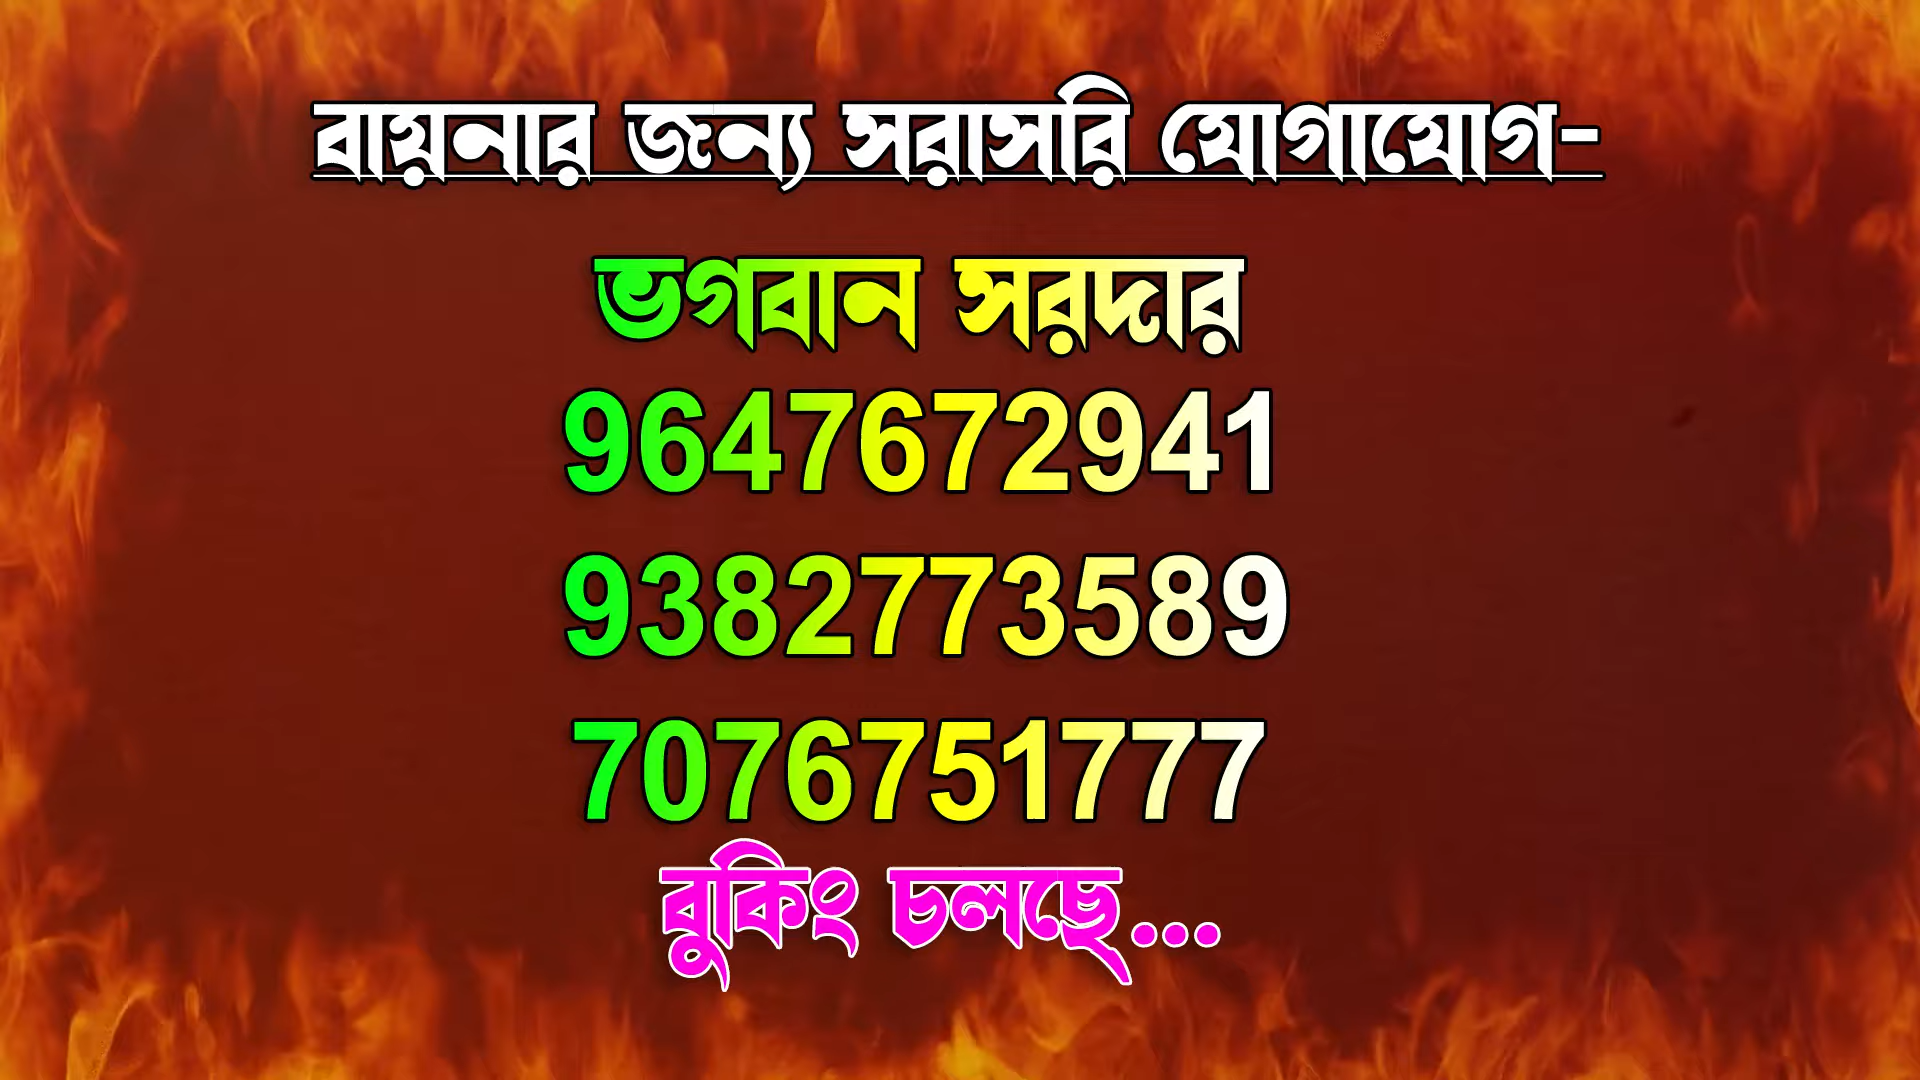 বায়নার জন্য সরাসরি যোগাযোগ-
ভগবান সরদার
9647672941
9382773589
7076751777
বুকিং চলছে...